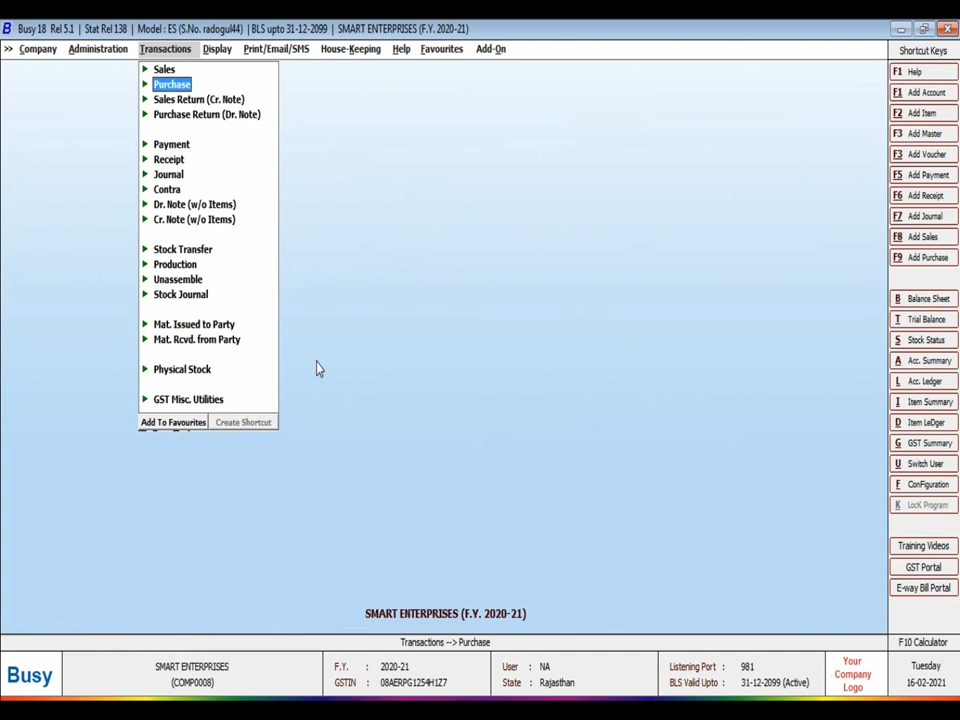 Busy 18 Rel 5.1 | Stat Rel 138 | Model : ES (S.No. radogul44) | BLS upto 31-12-2099 | SMART ENTERPRISES (F.Y. 2020-21)
>> Company Administration Transactions Display Print/Email/SMS House-Keeping Help Favourites Add-On
Sales
Purchase
Sales Return (Cr. Note)
Purchase Return (Dr. Note)
Payment
Receipt
Journal
Contra
Dr. Note (w/o Items)
Cr. Note (w/o Items)
Stock Transfer
Production
Unassemble
Stock Journal
Mat. Issued to Party
Mat. Rcvd. from Party
Physical Stock
GST Misc. Utilities
Add To Favourites Create Shortcut
Shortcut Keys
F1 Help
F1 Add Account
F2 Add Item
F3 Add Master
F3 Add Voucher
F5 Add Payment
F6 Add Receipt
F7 Add Journal
F8 Add Sales
F9 Add Purchase
B Balance Sheet
T Trial Balance
S Stock Status
A Acc. Summary
L Acc. Ledger
I Item Summary
D Item LeDger
G GST Summary
U Switch User
F ConFiguration
K LocK Program
Training Videos
GST Portal
E-way Bill Portal
SMART ENTERPRISES (F.Y. 2020-21)
Transactions --> Purchase
F10 Calculator
Busy
SMART ENTERPRISES
(COMP0008)
F.Y. : 2020-21
GSTIN : 08AERPG1254H1Z7
User : NA
State : Rajasthan
Listening Port : 981
BLS Valid Upto : 31-12-2099 (Active)
Your
Company
Logo
Tuesday
16-02-2021